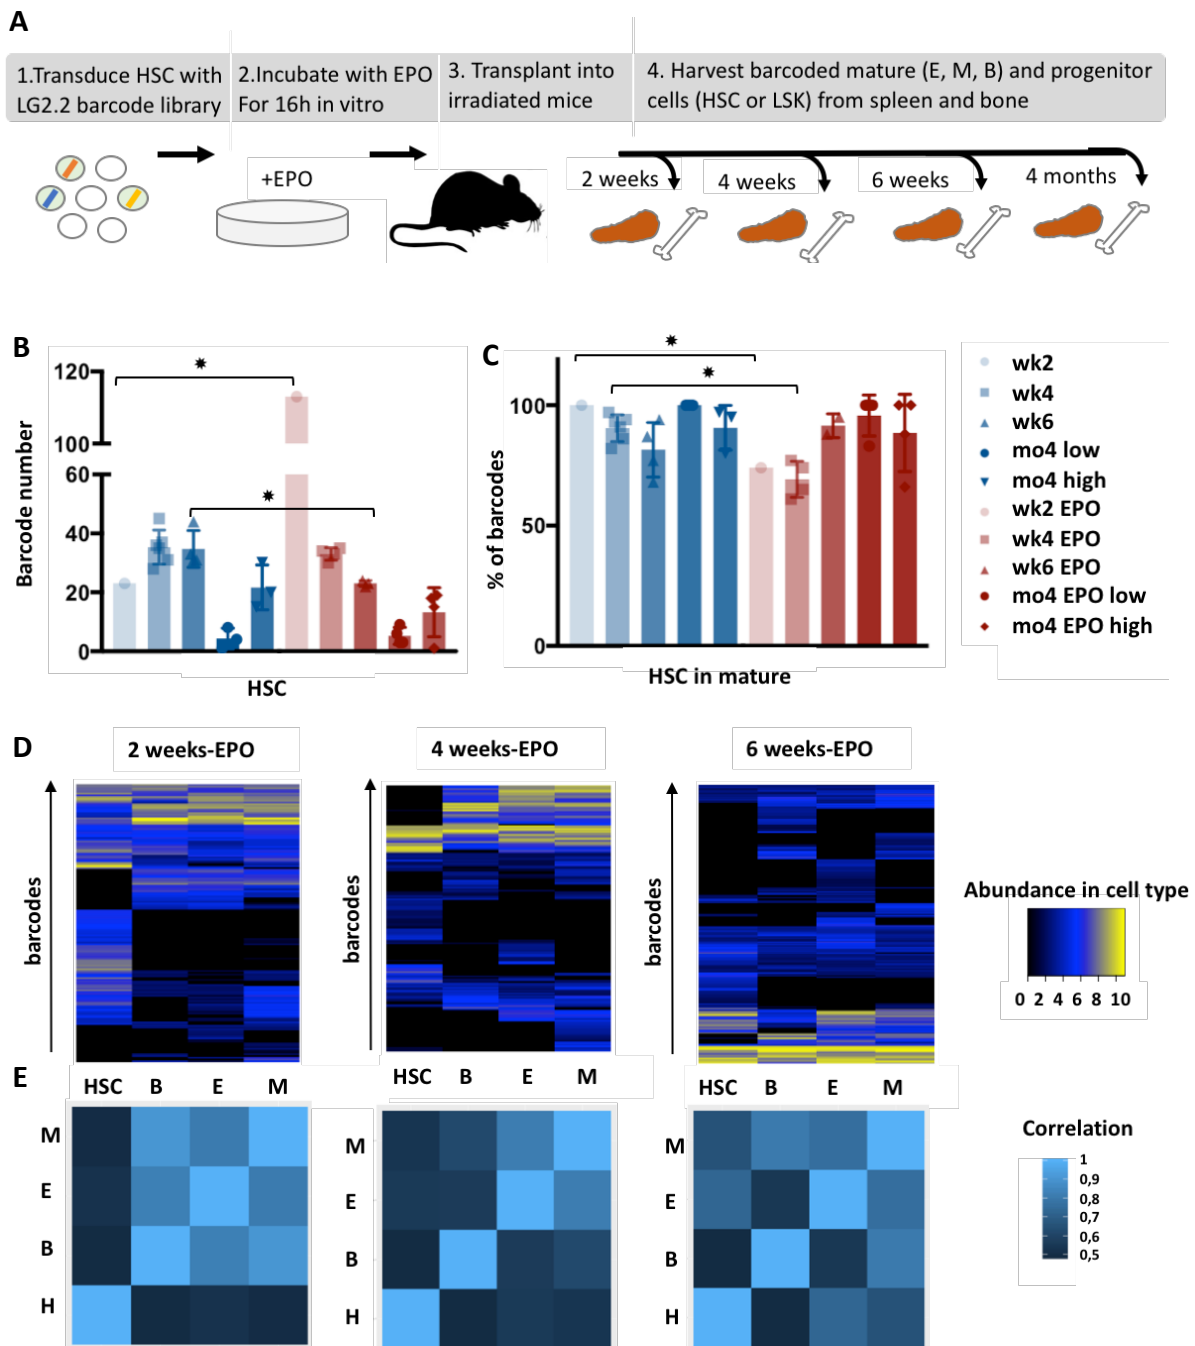 A
1.Transduce HSC with
LG2.2 barcode library
2.Incubate with EPO
For 16h in vitro
3. Transplant into
irradiated mice
4. Harvest barcoded mature (E, M, B) and progenitor
cells (HSC or LSK) from spleen and bone
+EPO
2 weeks
4 weeks
6 weeks
4 months
B
Barcode number
120
100
60
40
20
0
HSC
C
% of barcodes
100
50
0
HSC in mature
wk2
wk4
wk6
mo4 low
mo4 high
wk2 EPO
wk4 EPO
wk6 EPO
mo4 EPO low
mo4 EPO high
D
2 weeks-EPO
4 weeks-EPO
6 weeks-EPO
barcodes
barcodes
barcodes
Abundance in cell type
0 2 4 6 8 10
E
HSC B E M
HSC B E M
HSC B E M
M
E
B
H
M
E
B
H
M
E
B
H
Correlation
1
0,9
0,8
0,7
0,6
0,5